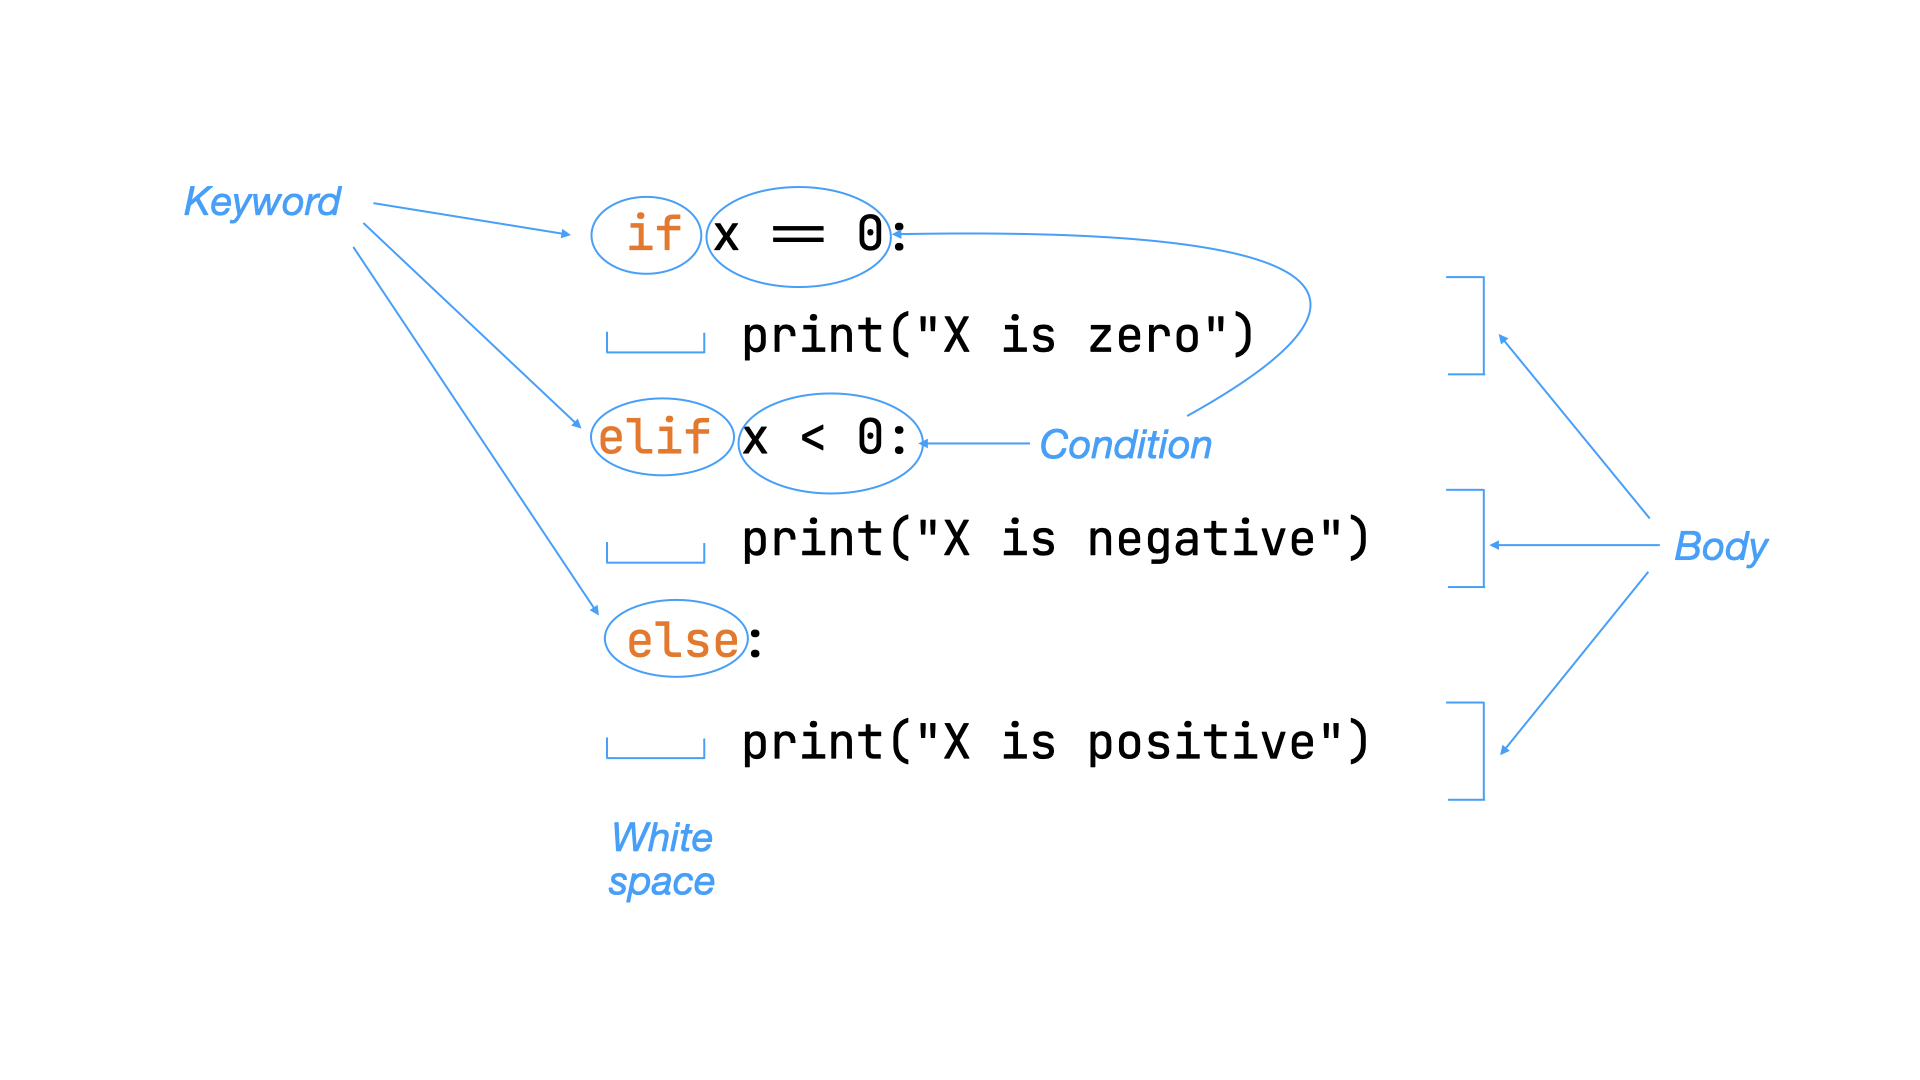 Keyword
if x == 0:
print("X is zero")
elif x < 0:
Condition
print("X is negative")
Body
else:
print("X is positive")
White
space